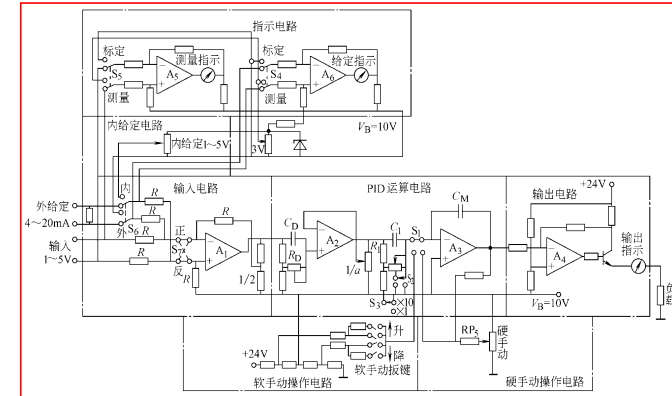 指示电路
标定
测量指示
标定
给定指示
S5
A5
S4
A6
测量
测量
内给定电路
VB=10V
内给定1~5V
3V
内
R
输入电路
PID运算电路
输出电路
+24V
外给定
4~20mA
外
S6
R
R
正
R
CD
CM
输入
1~5V
R
S7
反
R
A1
1/2
RD
A2
1/a
C1
RI
S1
S2
S3
×10
×1
A3
A4
输出
指示
VB=10V
负
载
+24V
升
降
软手动扳键
RP5
硬
手
动
软手动操作电路
硬手动操作电路